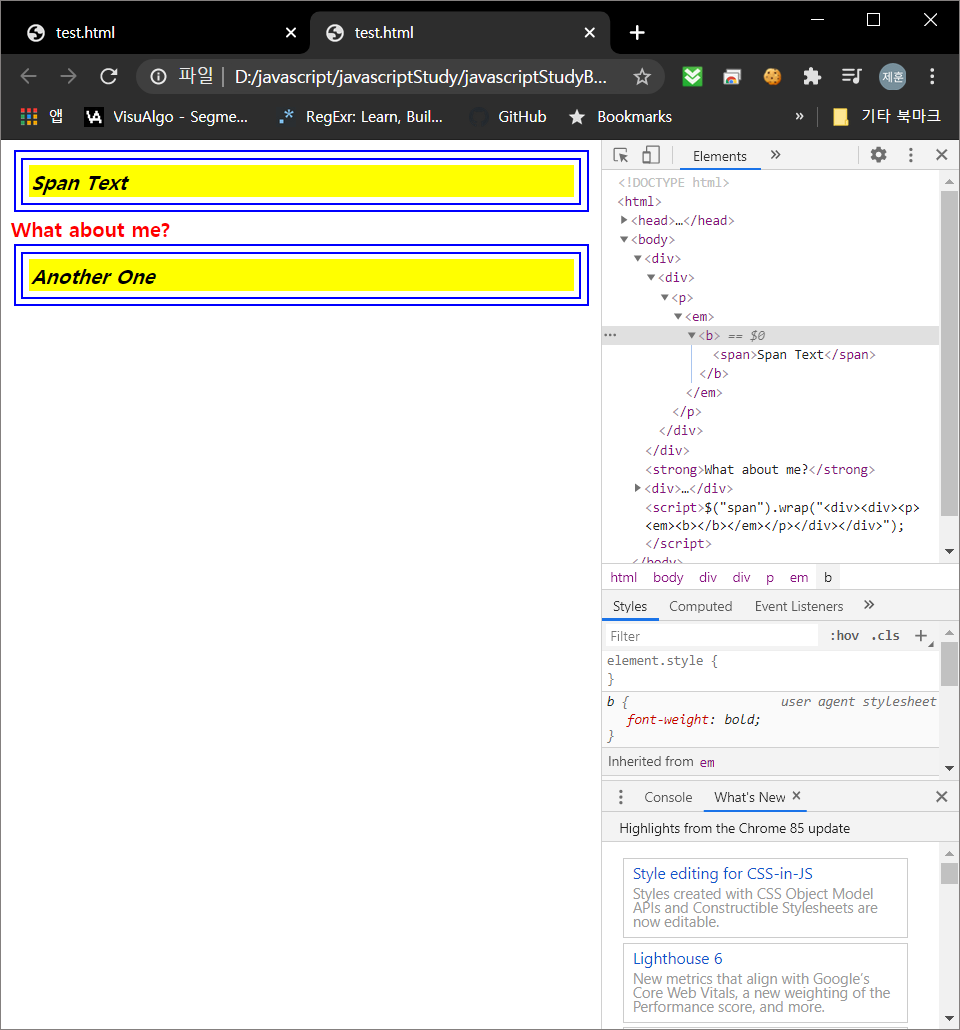 test.html
test.html
파일 | D:/javascript/javascriptStudy/javascriptStudyB...
제훈
앱
VA
VisuAlgo - Segme...
.*
RegExr: Learn, Buil...
GitHub
Bookmarks
»
기타 북마크
Span Text
What about me?
Another One
Elements
»
<!DOCTYPE html>
<html>
<head>…</head>
<body>
<div>
<div>
<p>
<em>
<b> == $0
<span>Span Text</span>
</b>
</em>
</p>
</div>
</div>
<strong>What about me?</strong>
<div>…</div>
<script>$("span").wrap("<div><div><p>
<em><b></b></em></p></div></div>");
</script>
</body>
html body div div p em b
Styles Computed Event Listeners »
Filter :hov .cls +
element.style {
}
b { user agent stylesheet
font-weight: bold;
}
Inherited from em
Console What's New ×
Highlights from the Chrome 85 update
Style editing for CSS-in-JS
Styles created with CSS Object Model
APIs and Constructible Stylesheets are
now editable.
Lighthouse 6
New metrics that align with Google's
Core Web Vitals, a new weighting of the
Performance score, and more.